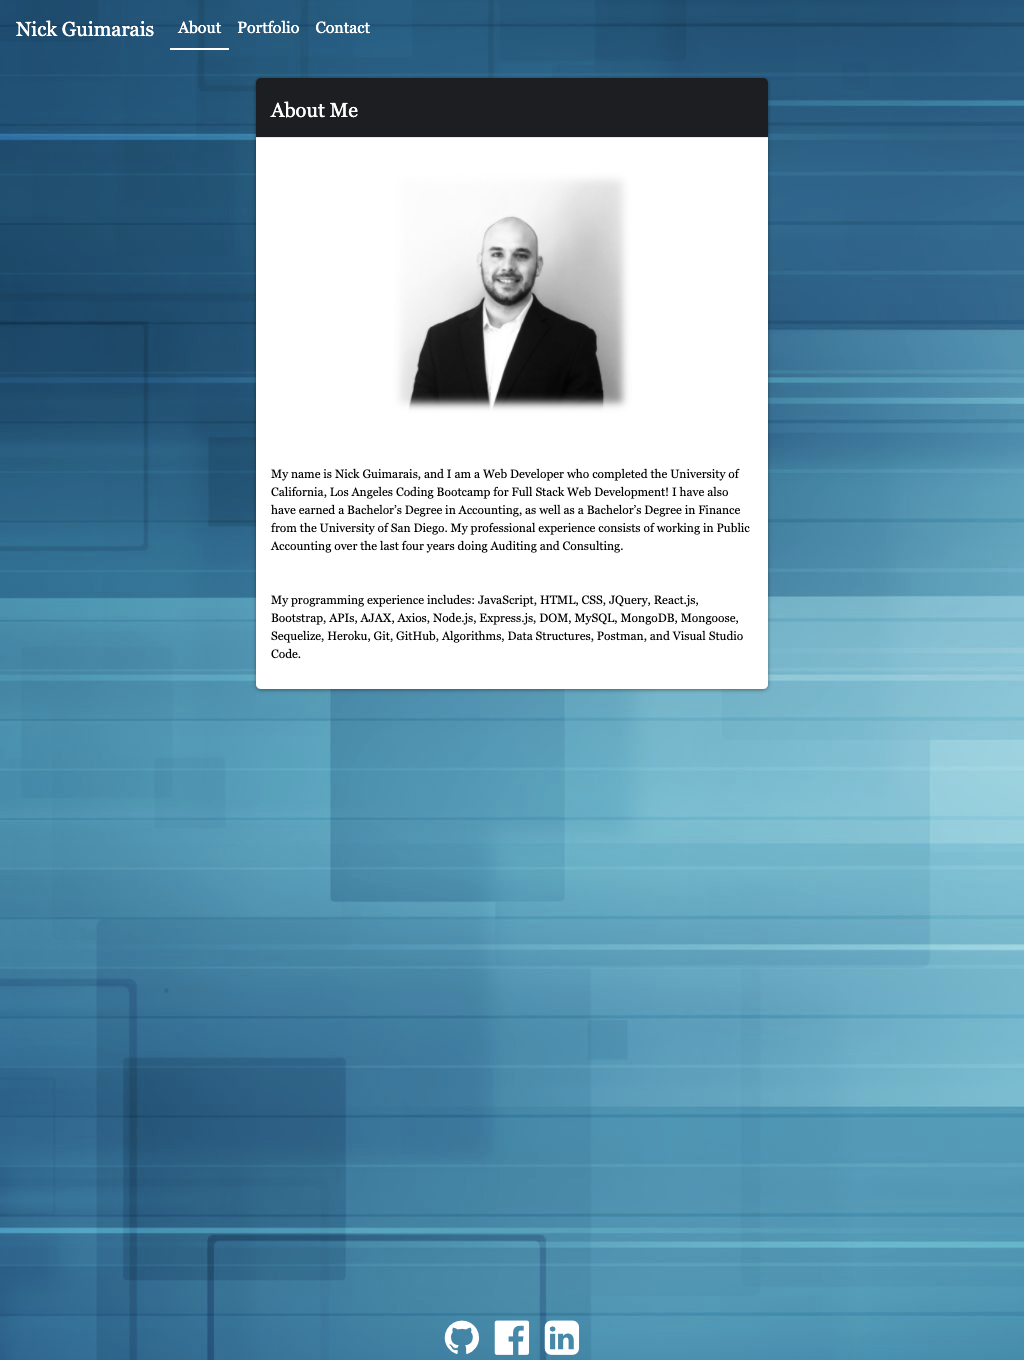 Nick Guimarais About Portfolio Contact
About Me
My name is Nick Guimarais, and I am a Web Developer who completed the University of
California, Los Angeles Coding Bootcamp for Full Stack Web Development! I have also
have earned a Bachelor’s Degree in Accounting, as well as a Bachelor’s Degree in Finance
from the University of San Diego. My professional experience consists of working in Public
Accounting over the last four years doing Auditing and Consulting.
My programming experience includes: JavaScript, HTML, CSS, JQuery, React.js,
Bootstrap, APIs, AJAX, Axios, Node.js, Express.js, DOM, MySQL, MongoDB, Mongoose,
Sequelize, Heroku, Git, GitHub, Algorithms, Data Structures, Postman, and Visual Studio
Code.